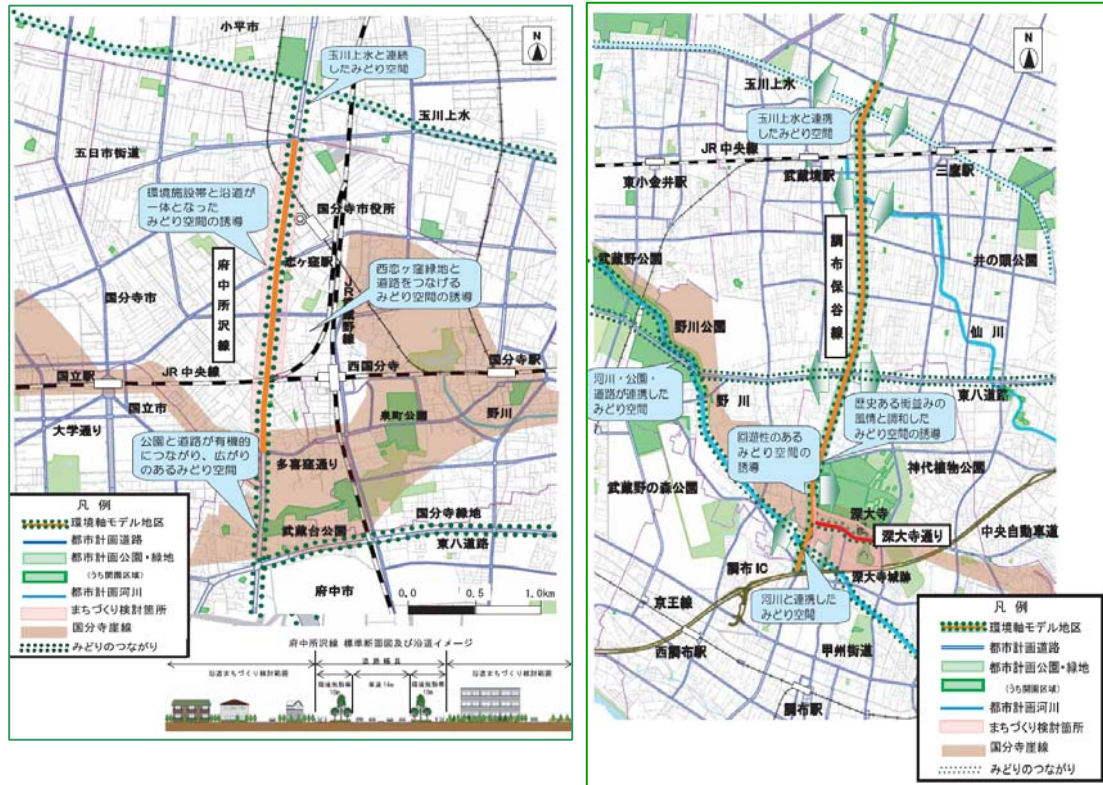 小平市
N
玉川上水と連続
したみどり空間
玉川上水
五日市街道
環境施設帯と沿道が
一体となった
みどり空間の誘導
国分寺市役所
恋ヶ窪駅
府中所沢線
西恋ヶ窪緑地と
道路をつなげる
みどり空間の誘導
国分寺市
JR武蔵野線
国立駅
JR中央線
西国分寺
国分寺駅
国立市
大学通り
泉町公園
野川
公園と道路が有機的
につながり、広がり
のあるみどり空間
多喜窪通り
武蔵台公園
国分寺緑地
東八道路
府中市
0.0 0.5 1.0km
凡例
環境軸モデル地区
都市計画道路
都市計画公園・緑地
(うち開園区域)
都市計画河川
まちづくり検討箇所
国分寺崖線
みどりのつながり
府中所沢線 標準断面図及び沿道イメージ
道路幅員
沿道まちづくり検討範囲
環境施設帯
10m
車道14m
環境施設帯
10m
沿道まちづくり検討範囲
N
玉川上水
玉川上水と連携
したみどり空間
JR中央線
東小金井駅
武蔵境駅
三鷹駅
武蔵野公園
調布保谷線
井の頭公園
野川公園
仙川
河川・公園・
道路が連携した
みどり空間
野川
東八道路
歴史ある街並みの
風情と調和した
みどり空間の誘導
回遊性のある
みどり空間の
誘導
神代植物公園
武蔵野の森公園
深大寺
深大寺通り
中央自動車道
調布IC
深大寺城跡
京王線
河川と連携した
みどり空間
西調布駅
甲州街道
調布駅
凡例
環境軸モデル地区
都市計画道路
都市計画公園・緑地
(うち開園区域)
都市計画河川
まちづくり検討箇所
国分寺崖線
みどりのつながり